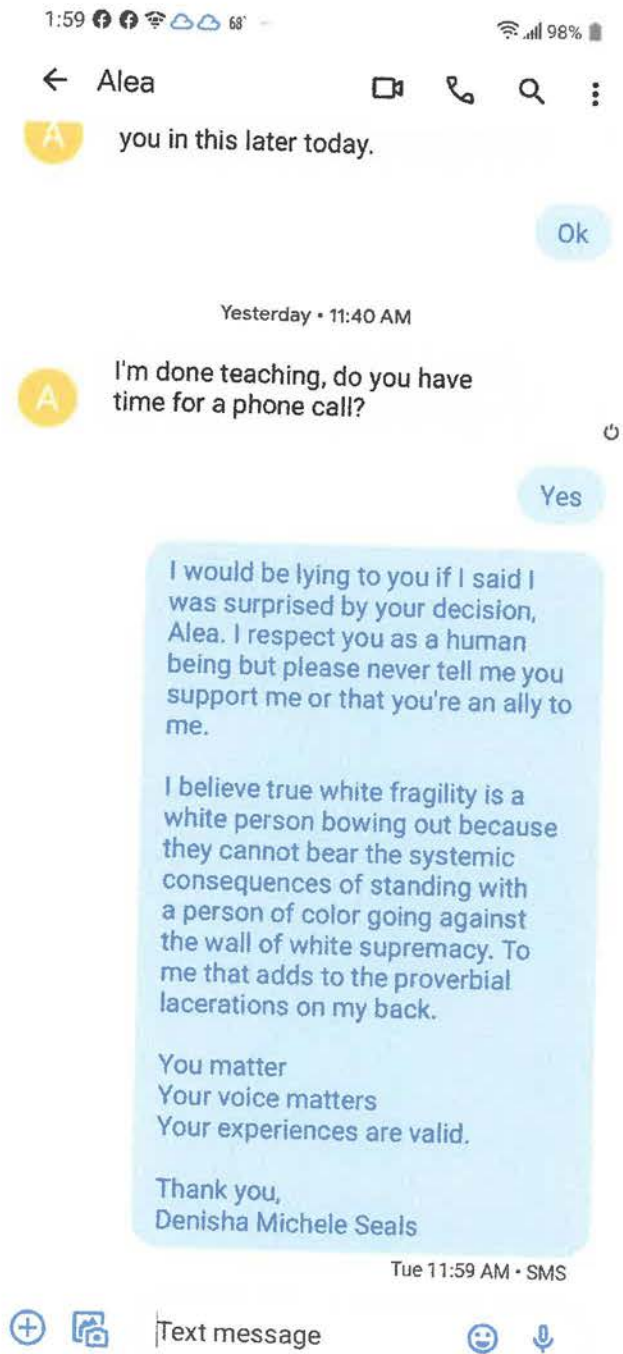 1:59 68°
98%
Alea
A
you in this later today.
Ok
Yesterday • 11:40 AM
A
I'm done teaching, do you have
time for a phone call?
Yes
I would be lying to you if I said I
was surprised by your decision,
Alea. I respect you as a human
being but please never tell me you
support me or that you're an ally to
me.
I believe true white fragility is a
white person bowing out because
they cannot bear the systemic
consequences of standing with
a person of color going against
the wall of white supremacy. To
me that adds to the proverbial
lacerations on my back.
You matter
Your voice matters
Your experiences are valid.
Thank you,
Denisha Michele Seals
Tue 11:59 AM • SMS
Text message